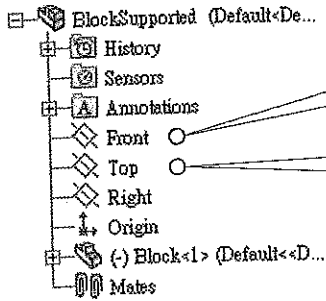 BlockSupported (Default<De...
History
Sensors
A Annotations
Front
Top
Right
Origin
(-) Block<1> (Default<<D...
Mates